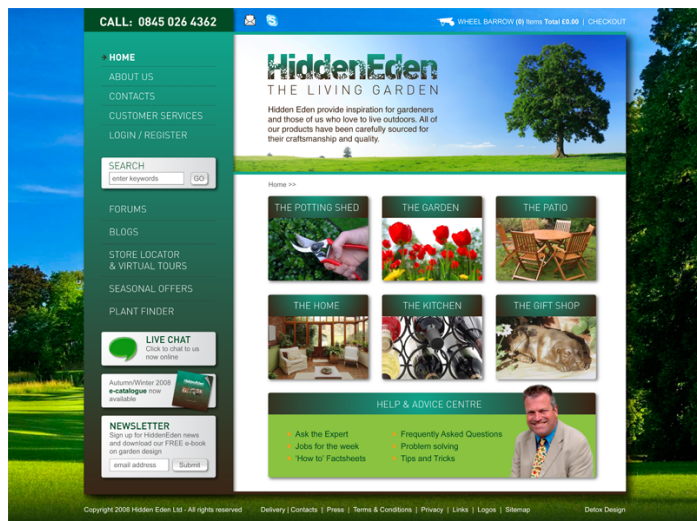 CALL: 0845 026 4362
WHEEL BARROW (0) Items Total £0.00 | CHECKOUT
HOME
ABOUT US
CONTACTS
CUSTOMER SERVICES
LOGIN / REGISTER
SEARCH
enter keywords GO
FORUMS
BLOGS
STORE LOCATOR
& VIRTUAL TOURS
SEASONAL OFFERS
PLANT FINDER
LIVE CHAT
Click to chat to us
now online
Autumn/Winter 2008
e-catalogue now
available
HiddenEden
NEWSLETTER
Sign up for HiddenEden news
and download our FREE e-book
on garden design
email address Submit
HiddenEden
THE LIVING GARDEN
Hidden Eden provide inspiration for gardeners
and those of us who love to live outdoors. All of
our products have been carefully sourced for
their craftsmanship and quality.
Home >>
THE POTTING SHED
THE GARDEN
THE PATIO
THE HOME
THE KITCHEN
THE GIFT SHOP
HELP & ADVICE CENTRE
Ask the Expert
Jobs for the week
'How to' Factsheets
Frequently Asked Questions
Problem solving
Tips and Tricks
Copyright 2008 Hidden Eden Ltd - All rights reserved
Delivery | Contacts | Press | Terms & Conditions | Privacy | Links | Logos | Sitemap
Detox Design